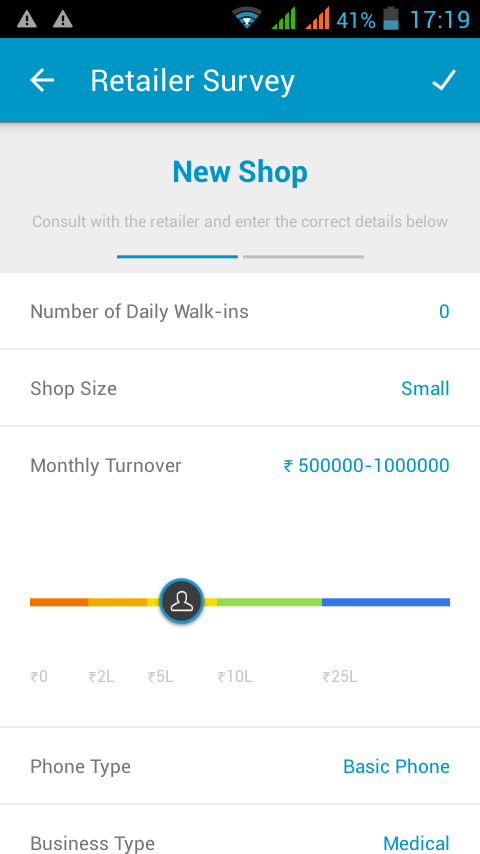 41% 17:19
Retailer Survey
New Shop
Consult with the retailer and enter the correct details below
Number of Daily Walk-ins 0
Shop Size Small
Monthly Turnover ₹ 500000-1000000
₹0 ₹2L ₹5L ₹10L ₹25L
Phone Type Basic Phone
Business Type Medical